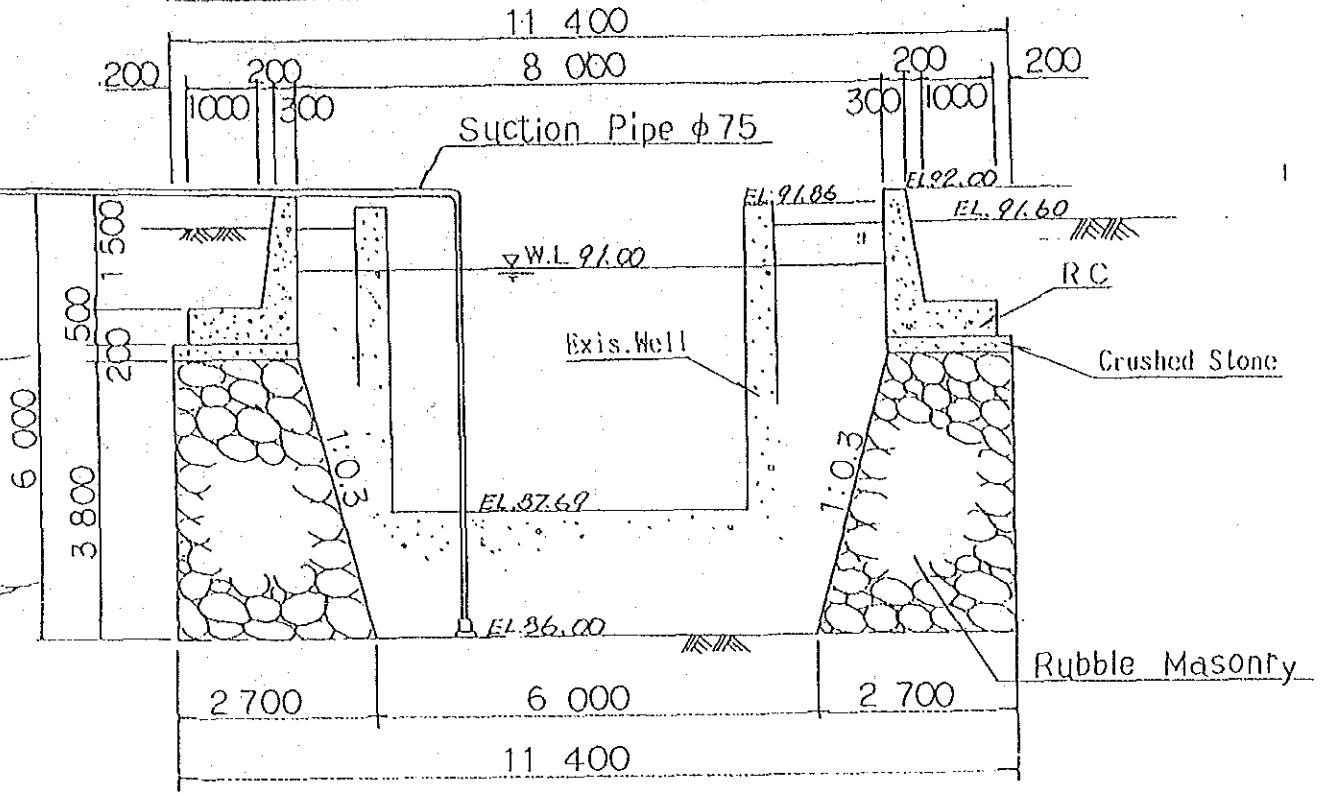 11 400
200 200 8 000 200 200
1000 300 300 1000
Suction Pipe φ75
EL92.00
EL.91.86
EL. 91.60
1 500
W.L 91.00
RC
500
Exis.Well
Crushed Stone
200
6 000
3 800
1:0.3
1:0.3
EL.87.69
EL.86.00
Rubble Masonry
2 700 6 000 2 700
11 400